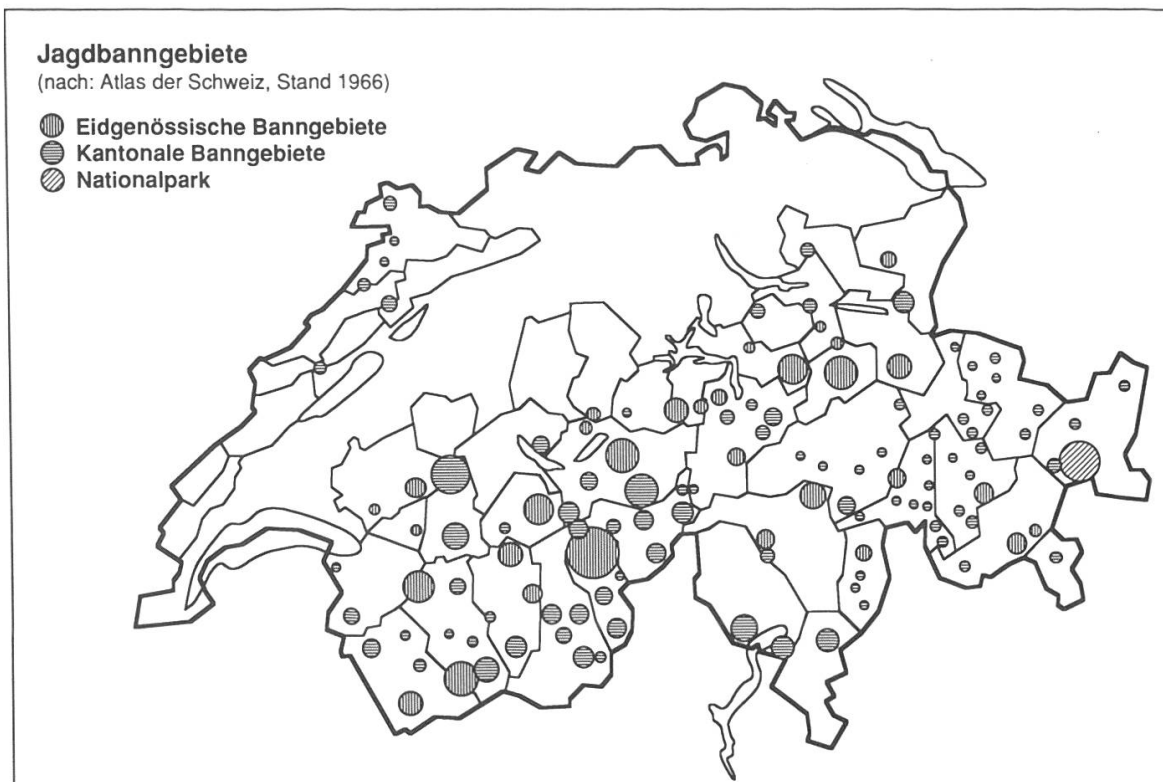 Jagdbanngebiete
(nach: Atlas der Schweiz, Stand 1966)
Eidgenössische Banngebiete
Kantonale Banngebiete
Nationalpark